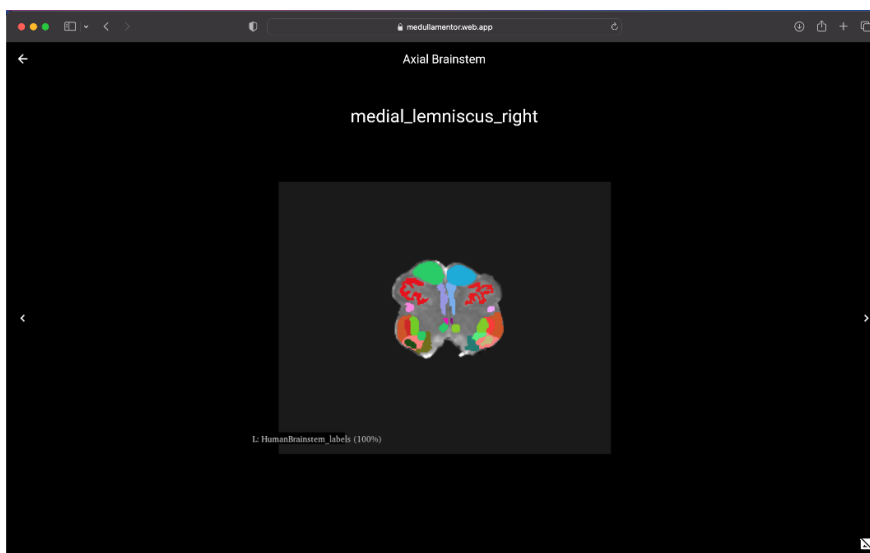 medullamentor.web.app
Axial Brainstem
medial_lemniscus_right
L: HumanBrainstem_labels (100%)